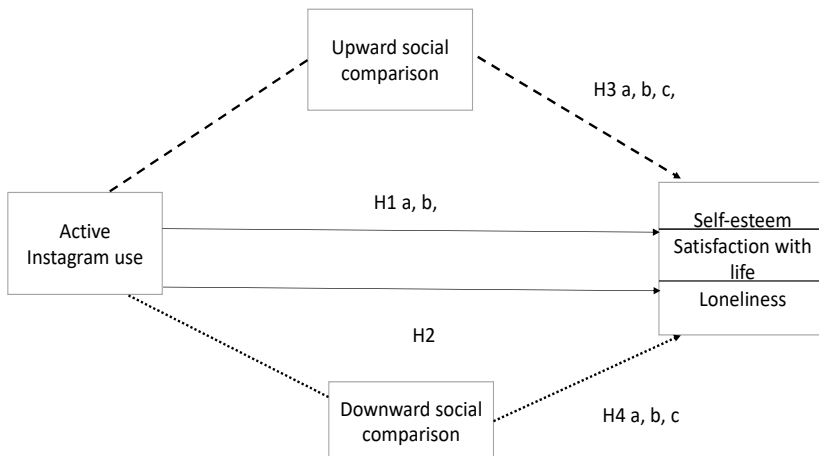 Upward social
comparison
H3 a, b, c,
H1 a, b,
Active
Instagram use
Self-esteem
Satisfaction with
life
Loneliness
H2
Downward social
comparison
H4 a, b, c